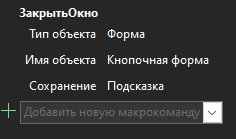 ЗакрытьОкно
Тип объекта Форма
Имя объекта Кнопочная форма
Сохранение Подсказка
Добавить новую макрокоманду